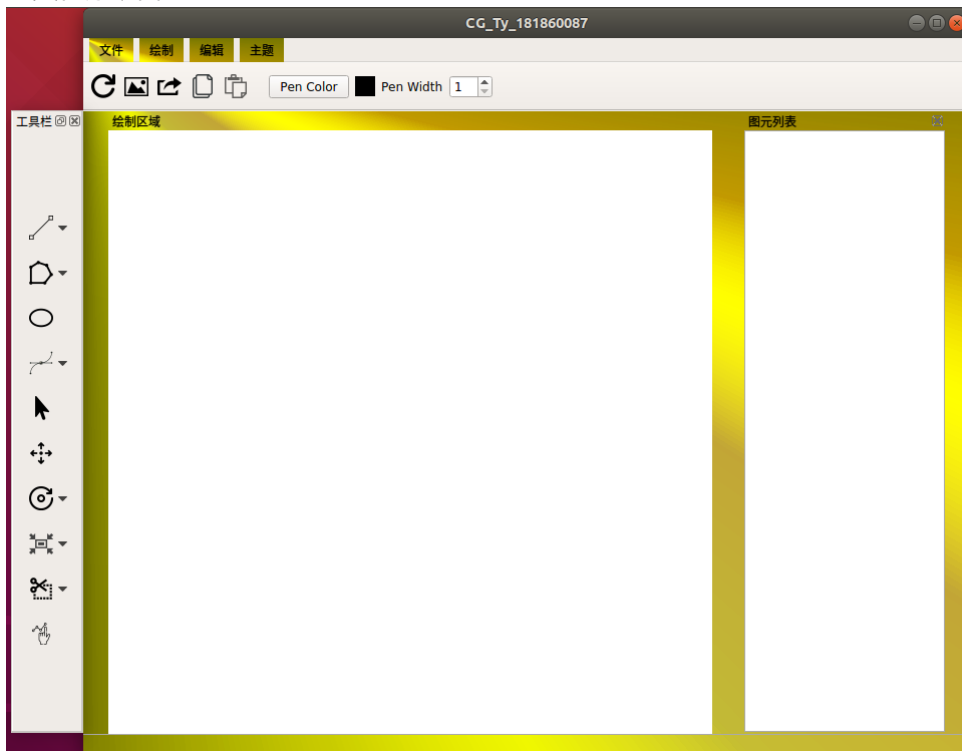 CG_Ty_181860087
文件 绘制 编辑 主题
Pen Color Pen Width 1
工具栏 绘制区域 图元列表